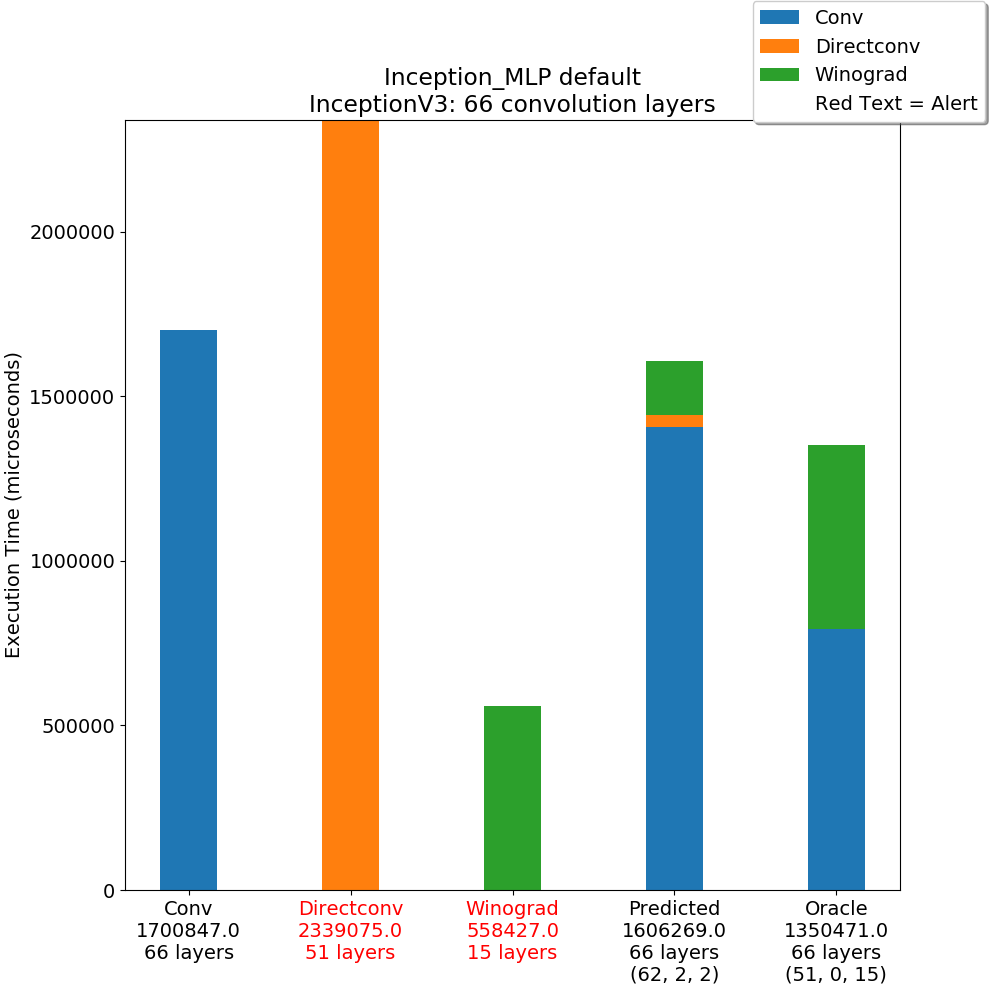 Conv
Directconv
Winograd
Red Text = Alert
Inception_MLP default
InceptionV3: 66 convolution layers
Execution Time (microseconds)
2000000
1500000
1000000
500000
0
Conv
1700847.0
66 layers
Directconv
2339075.0
51 layers
Winograd
558427.0
15 layers
Predicted
1606269.0
66 layers
(62, 2, 2)
Oracle
1350471.0
66 layers
(51, 0, 15)